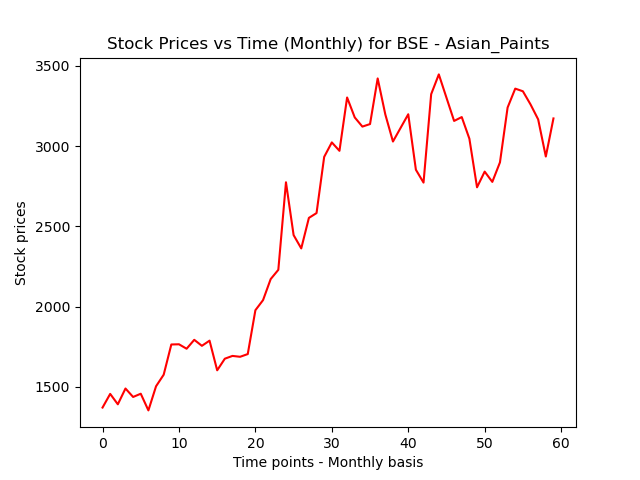 Stock Prices vs Time (Monthly) for BSE - Asian_Paints
3500
3000
2500
2000
1500
Stock prices
0 10 20 30 40 50 60
Time points - Monthly basis